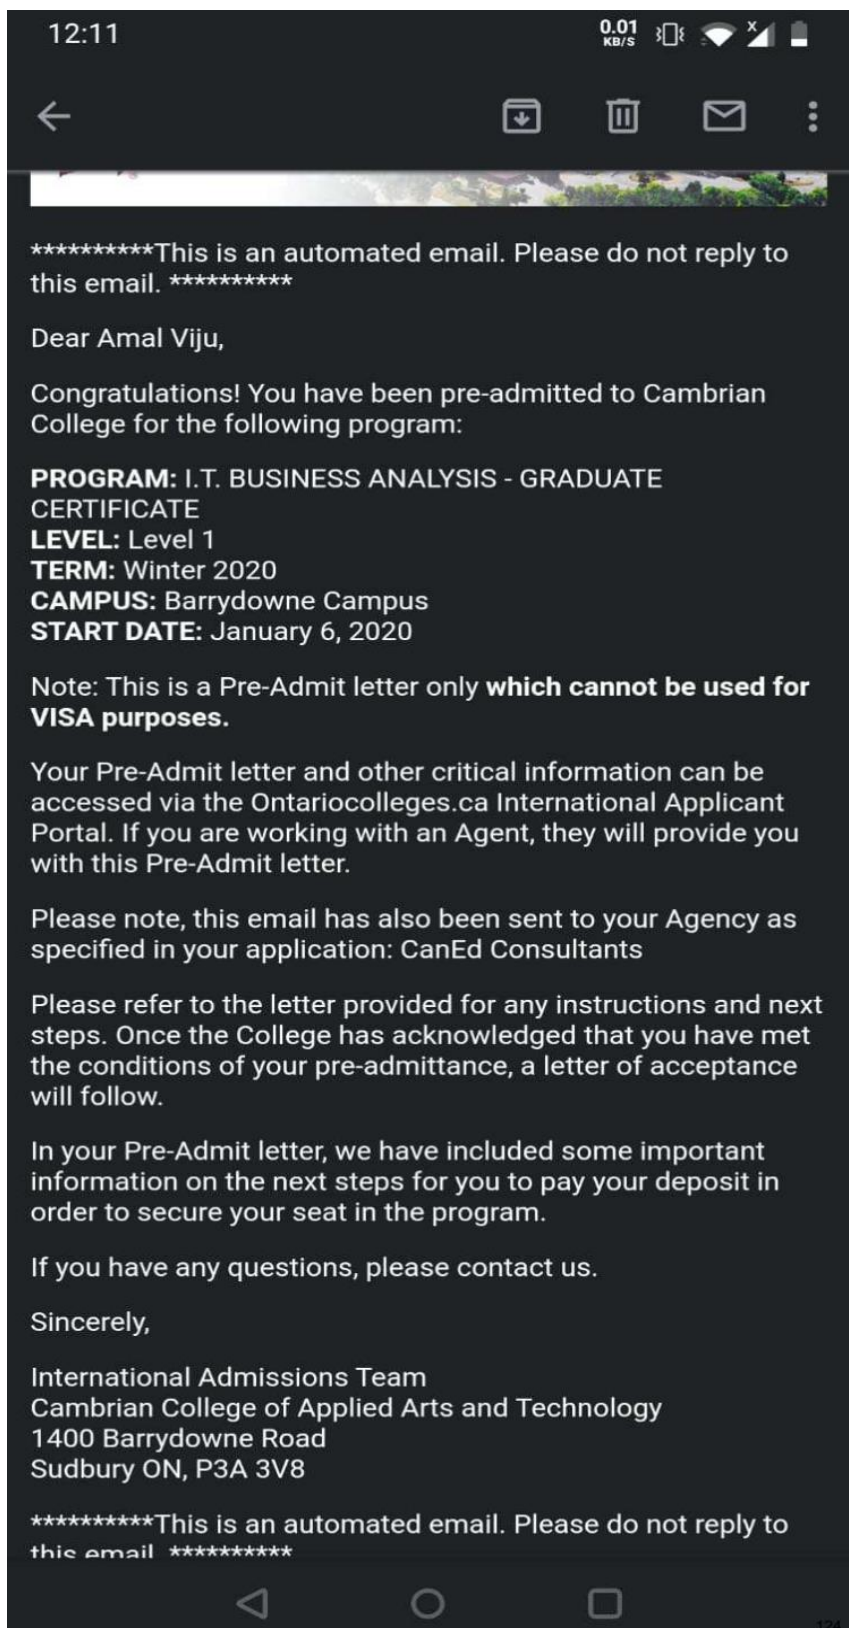 12:11
0.01
KB/S
X
**********This is an automated email. Please do not reply to
this email. **********
Dear Amal Viju,
Congratulations! You have been pre-admitted to Cambrian
College for the following program:
PROGRAM: I.T. BUSINESS ANALYSIS - GRADUATE
CERTIFICATE
LEVEL: Level 1
TERM: Winter 2020
CAMPUS: Barrydowne Campus
START DATE: January 6, 2020
Note: This is a Pre-Admit letter only which cannot be used for
VISA purposes.
Your Pre-Admit letter and other critical information can be
accessed via the Ontariocolleges.ca International Applicant
Portal. If you are working with an Agent, they will provide you
with this Pre-Admit letter.
Please note, this email has also been sent to your Agency as
specified in your application: CanEd Consultants
Please refer to the letter provided for any instructions and next
steps. Once the College has acknowledged that you have met
the conditions of your pre-admittance, a letter of acceptance
will follow.
In your Pre-Admit letter, we have included some important
information on the next steps for you to pay your deposit in
order to secure your seat in the program.
If you have any questions, please contact us.
Sincerely,
International Admissions Team
Cambrian College of Applied Arts and Technology
1400 Barrydowne Road
Sudbury ON, P3A 3V8
**********This is an automated email. Please do not reply to
this email. **********
124